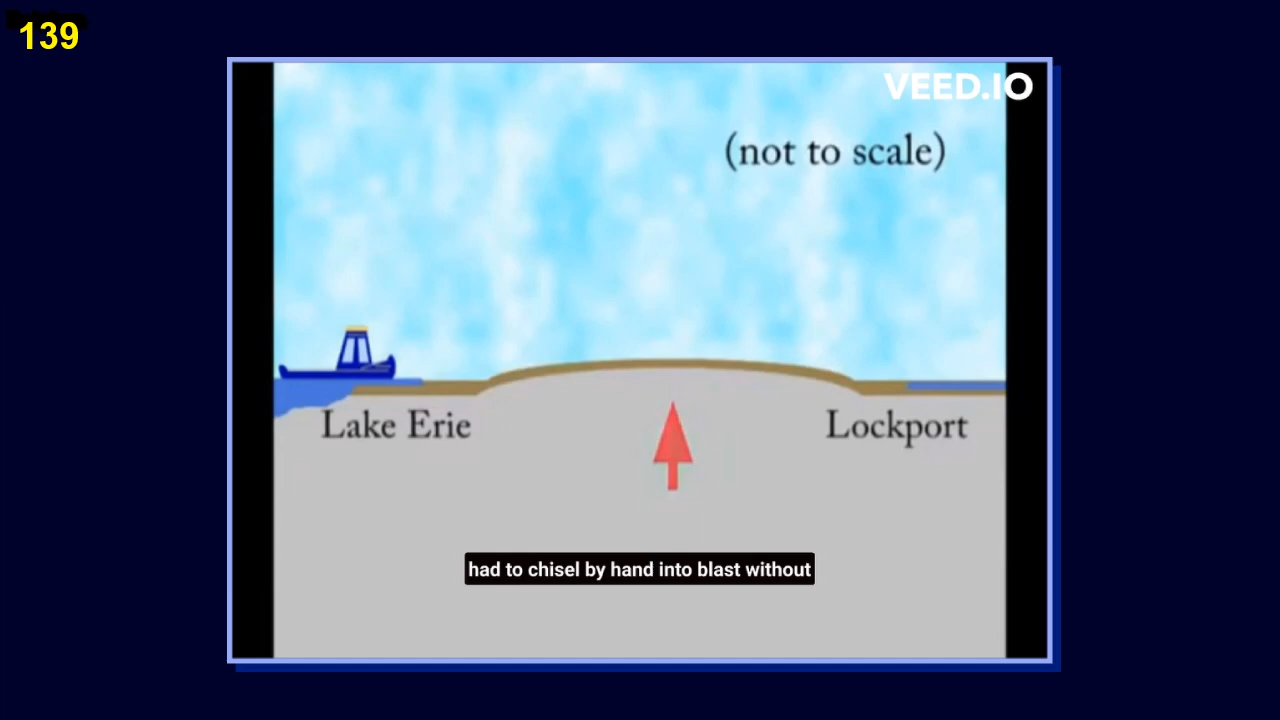 139
VEED.IO
(not to scale)
Lake Erie
Lockport
had to chisel by hand into blast without